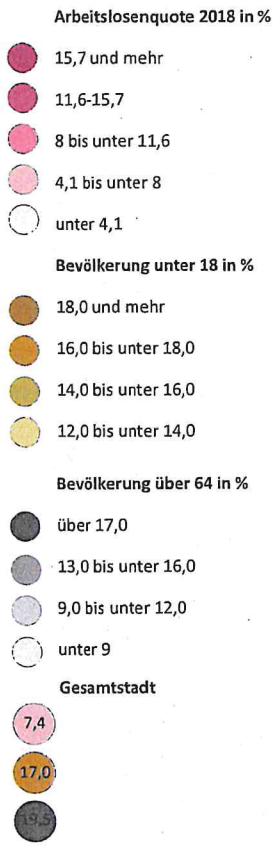 Arbeitslosenquote 2018 in %
15,7 und mehr
11,6-15,7
8 bis unter 11,6
4,1 bis unter 8
unter 4,1
Bevölkerung unter 18 in %
18,0 und mehr
16,0 bis unter 18,0
14,0 bis unter 16,0
12,0 bis unter 14,0
Bevölkerung über 64 in %
über 17,0
13,0 bis unter 16,0
9,0 bis unter 12,0
unter 9
Gesamtstadt
7,4
17,0
19,5